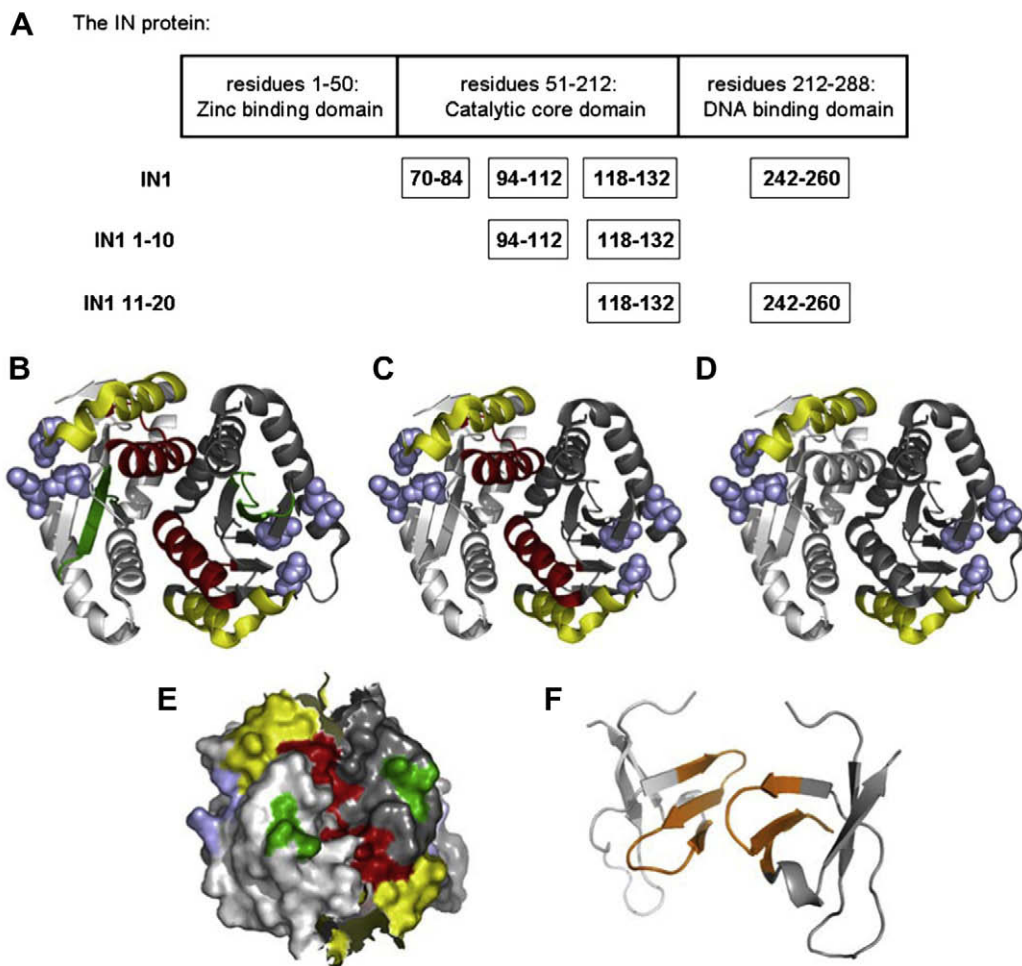 A The IN protein:
residues 1-50: residues 51-212: residues 212-288:
Zinc binding domain Catalytic core domain DNA binding domain
IN1 70-84 94-112 118-132 242-260
IN1 1-10 94-112 118-132
IN1 11-20 118-132 242-260
B C D
E F